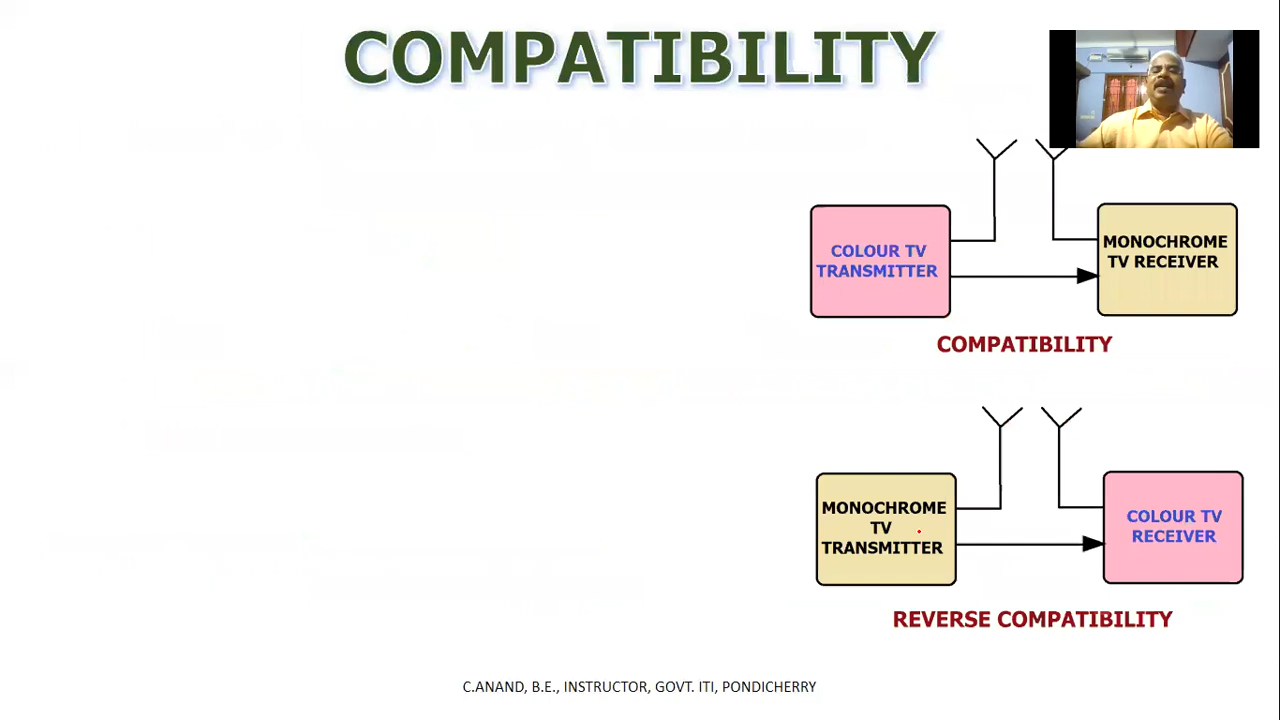 COMPATIBILITY
COLOUR TV
TRANSMITTER
MONOCHROME
TV RECEIVER
COMPATIBILITY
MONOCHROME
TV
TRANSMITTER
COLOUR TV
RECEIVER
REVERSE COMPATIBILITY
C.ANAND, B.E., INSTRUCTOR, GOVT. ITI, PONDICHERRY